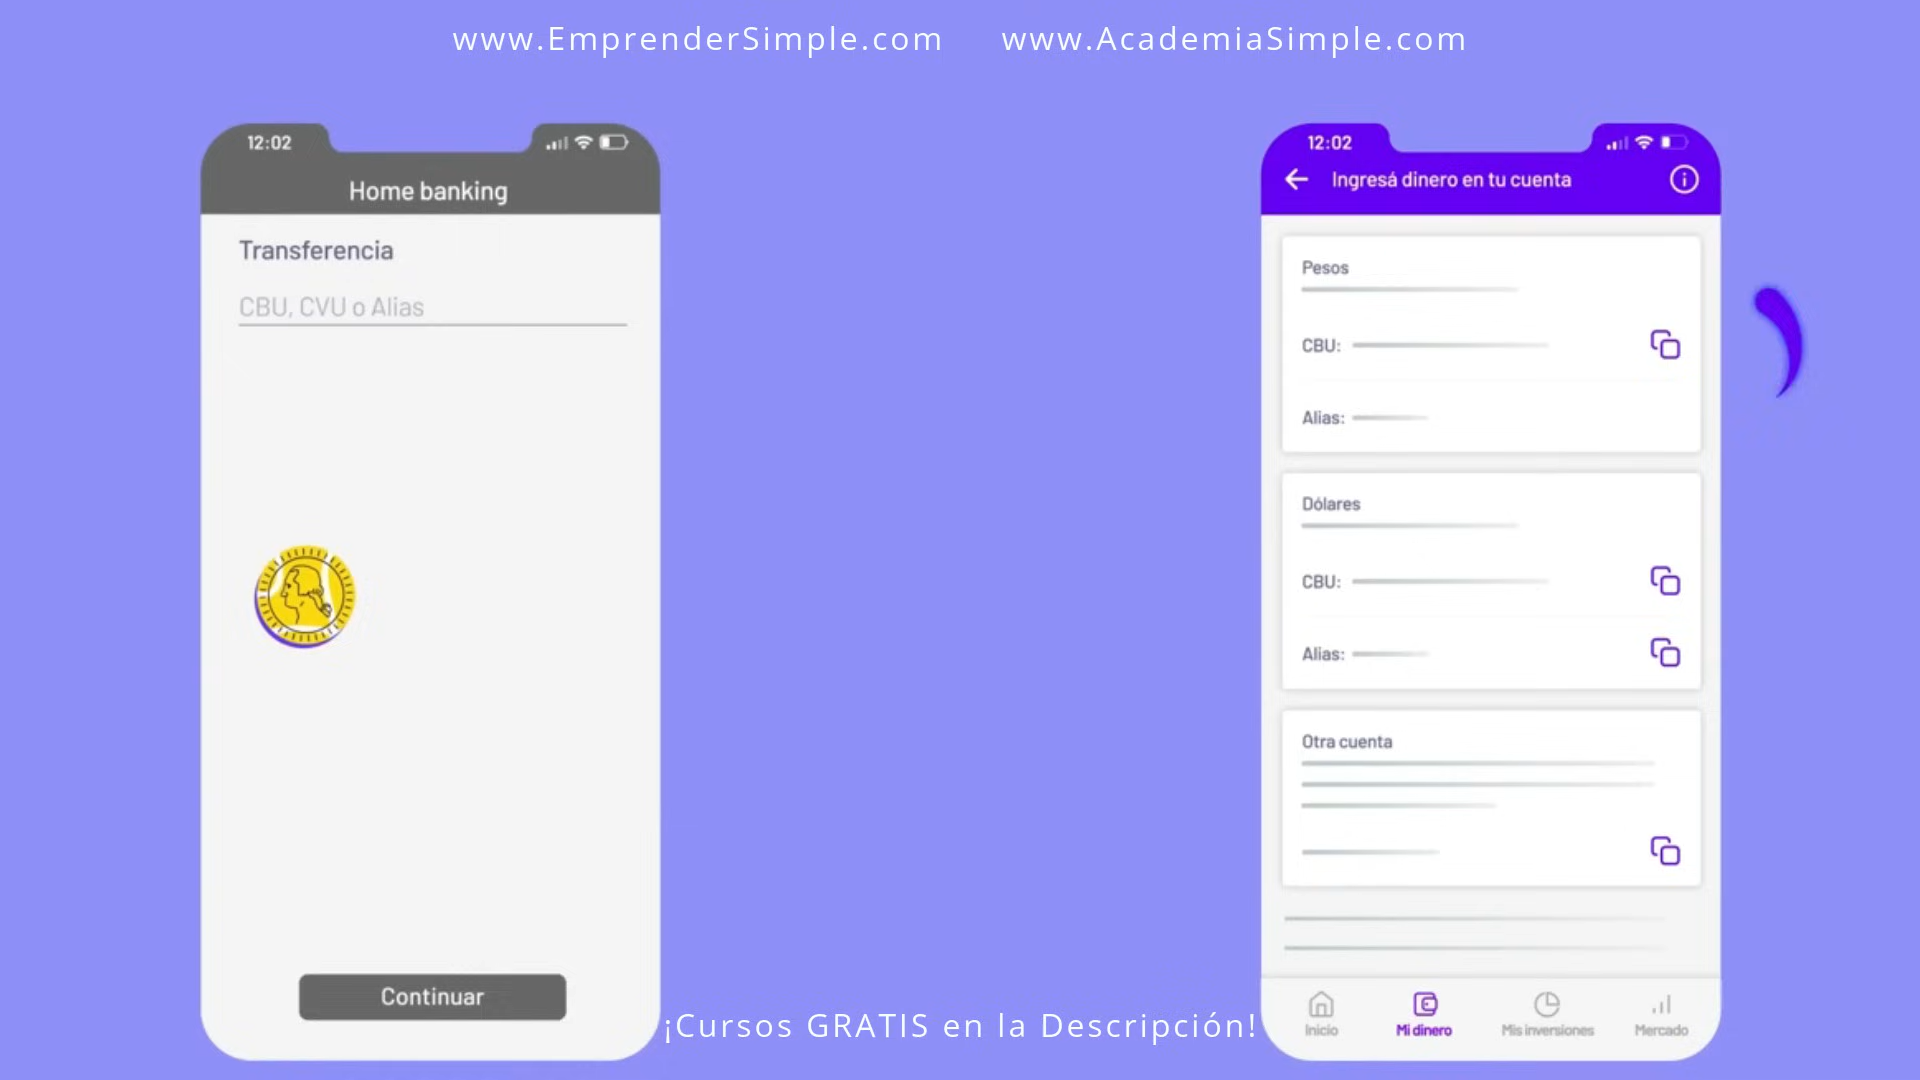 www.EmprenderSimple.com www.AcademiaSimple.com
12:02
Home banking
Transferencia
CBU, CVU o Alias
Continuar
12:02
Ingresá dinero en tu cuenta
Pesos
CBU:
Alias:
Dólares
CBU:
Alias:
Otra cuenta
Inicio Mi dinero Mis inversiones Mercado
¡Cursos GRATIS en la Descripción!